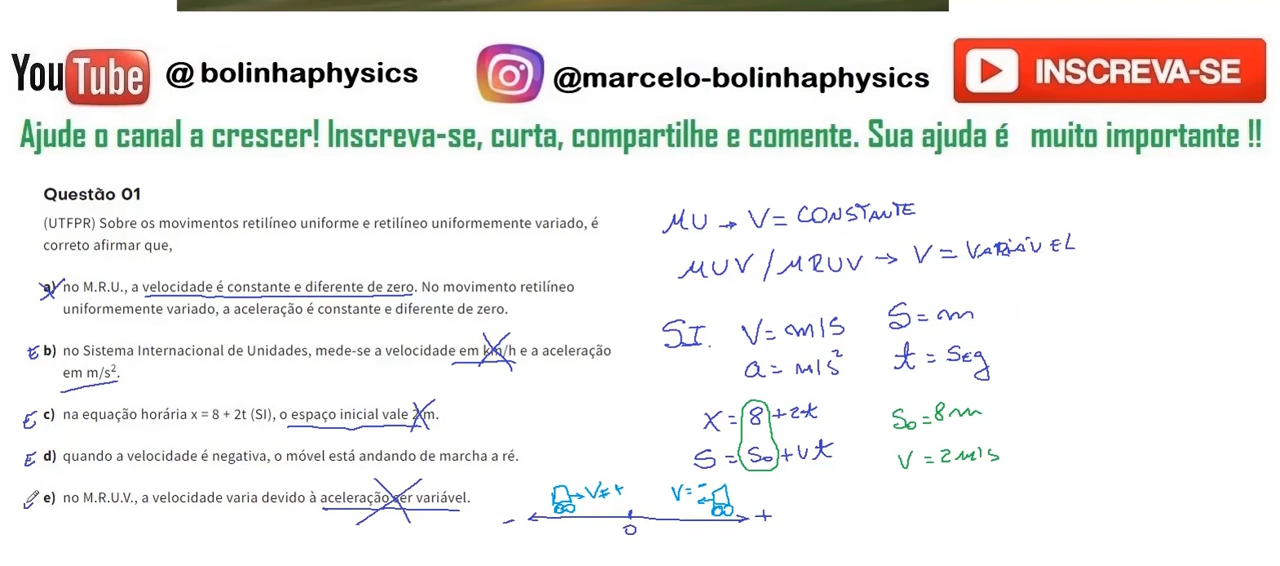 You Tube @ bolinhaphysics @marcelo-bolinhaphysics INSCREVA-SE
Ajude o canal a crescer! Inscreva-se, curta, compartilhe e comente. Sua ajuda é muito importante !!
Questão 01
(UTFPR) Sobre os movimentos retilíneo uniforme e retilíneo uniformemente variado, é
correto afirmar que,
a) no M.R.U., a velocidade é constante e diferente de zero. No movimento retilíneo
uniformemente variado, a aceleração é constante e diferente de zero.
E b) no Sistema Internacional de Unidades, mede-se a velocidade em km/h e a aceleração
em m/s².
E c) na equação horária x = 8 + 2t (SI), o espaço inicial vale 2 m.
E d) quando a velocidade é negativa, o móvel está andando de marcha a ré.
e) no M.R.U.V., a velocidade varia devido à aceleração ser variável.
MU → V = CONSTANTE
MUV / MRUV → V = VARIÁVEL
SI. V = m/s S = m
a = m/s² t = seg
X = 8 + 2t S₀ = 8m
S = S₀ + Vt V = 2 m/s
V = + V = -
- 0 +